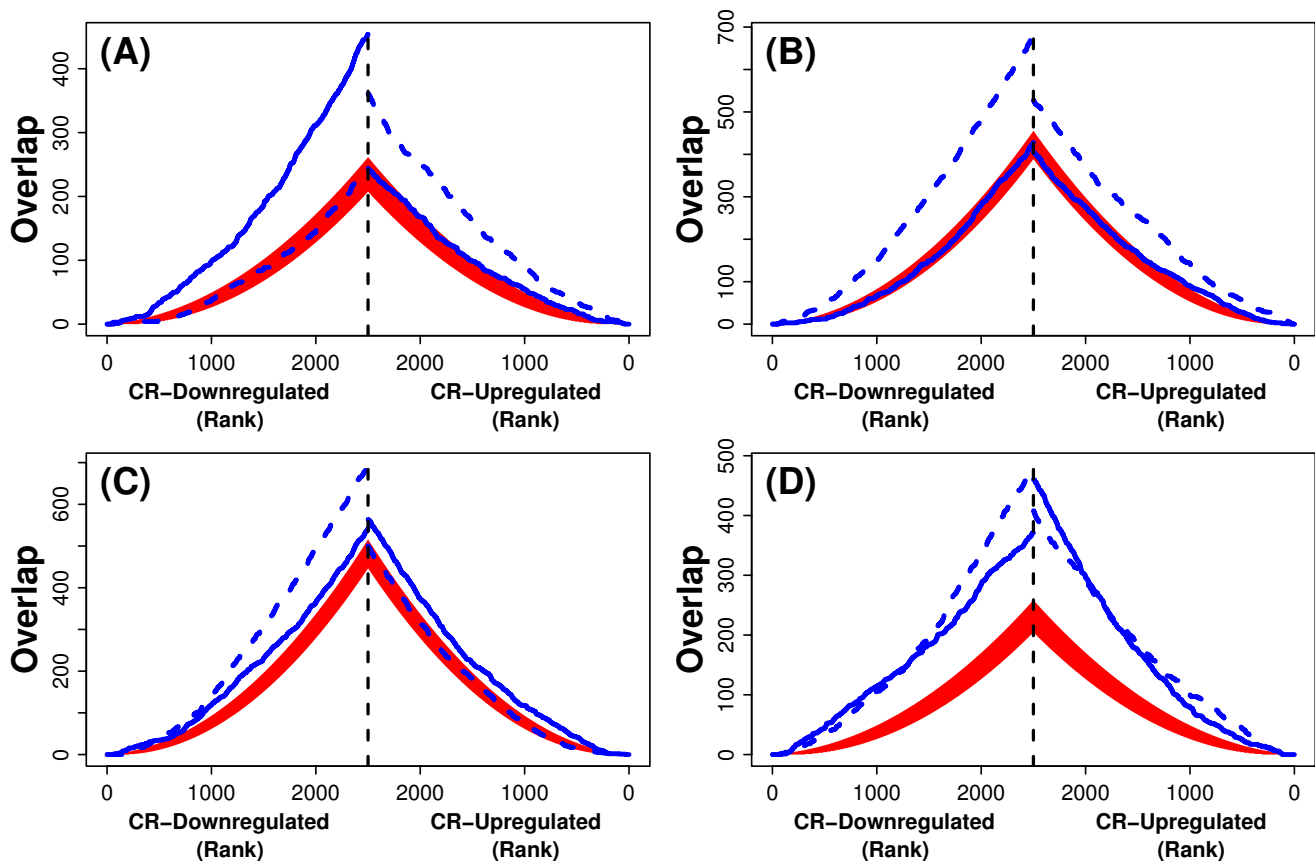 (A)
Overlap
0 100 200 300 400
0 1000 2000 2000 1000 0
CR−Downregulated CR−Upregulated
(Rank) (Rank)
(B)
Overlap
0 100 300 500 700
0 1000 2000 2000 1000 0
CR−Downregulated CR−Upregulated
(Rank) (Rank)
(C)
Overlap
0 200 400 600
0 1000 2000 2000 1000 0
CR−Downregulated CR−Upregulated
(Rank) (Rank)
(D)
Overlap
0 100 200 300 400 500
0 1000 2000 2000 1000 0
CR−Downregulated CR−Upregulated
(Rank) (Rank)